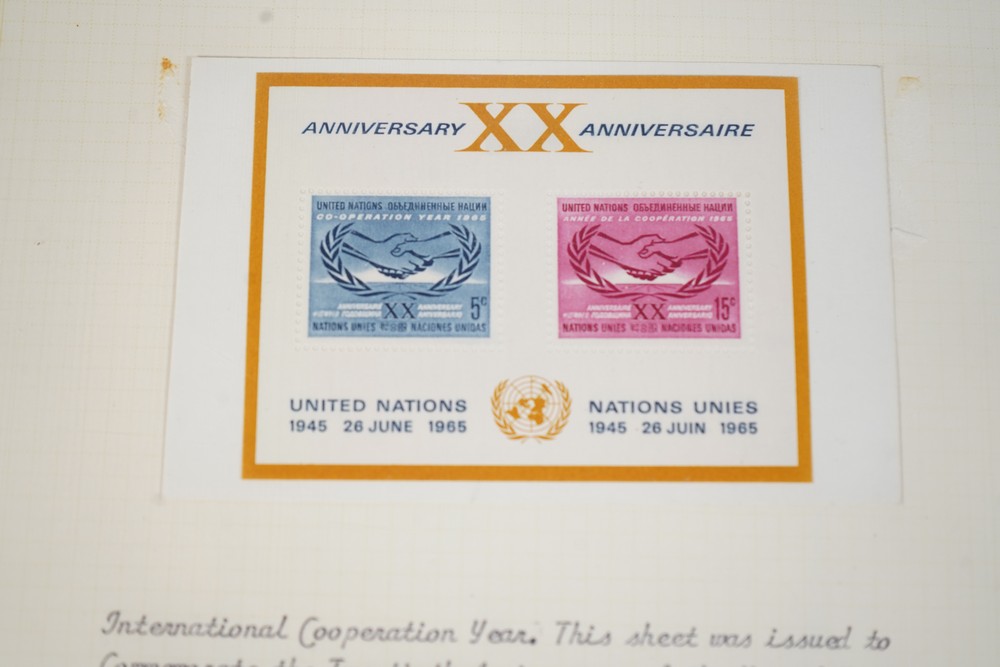 ANNIVERSARY XX ANNIVERSAIRE
UNITED NATIONS ОБЪЕДИНЕННЫЕ НАЦИИ
CO-OPERATION YEAR 1965
ANNIVERSARY XX ANNIVERSARY
5c
NATIONS UNIES NACIONES UNIDAS
UNITED NATIONS ОБЪЕДИНЕННЫЕ НАЦИИ
ANNÉE DE LA COOPÉRATION 1965
XX
15c
NATIONS UNIES NACIONES UNIDAS
UNITED NATIONS
1945 26 JUNE 1965
NATIONS UNIES
1945 26 JUIN 1965
International Cooperation Year. This sheet was issued to